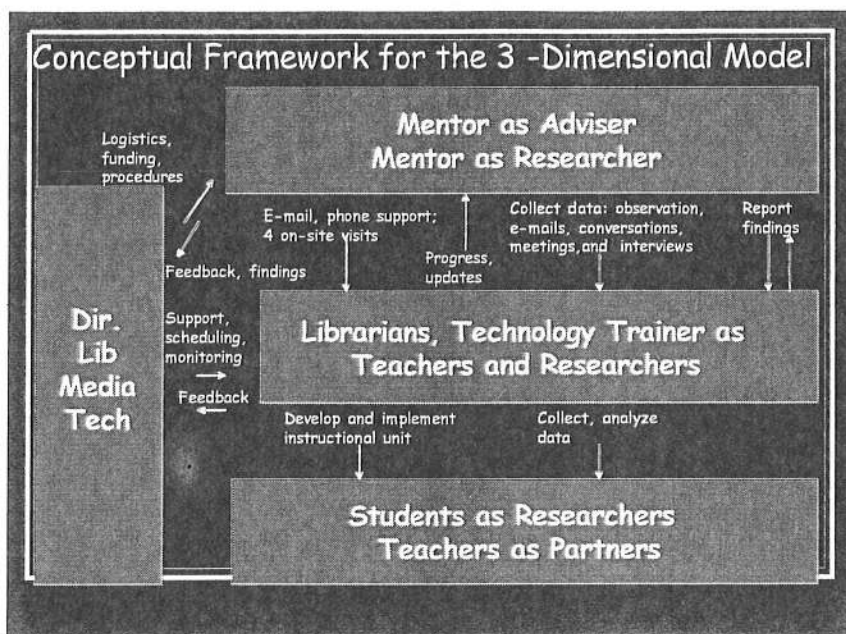 Conceptual Framework for the 3 -Dimensional Model
Mentor as Adviser
Mentor as Researcher
Logistics,
funding,
procedures
E-mail, phone support;
4 on-site visits
Progress,
updates
Collect data: observation,
e-mails, conversations,
meetings,and interviews
Report
findings
Feedback, findings
Dir.
Lib
Media
Tech
Support,
scheduling,
monitoring
Feedback
Librarians, Technology Trainer as
Teachers and Researchers
Develop and implement
instructional unit
Collect, analyze
data
Students as Researchers
Teachers as Partners